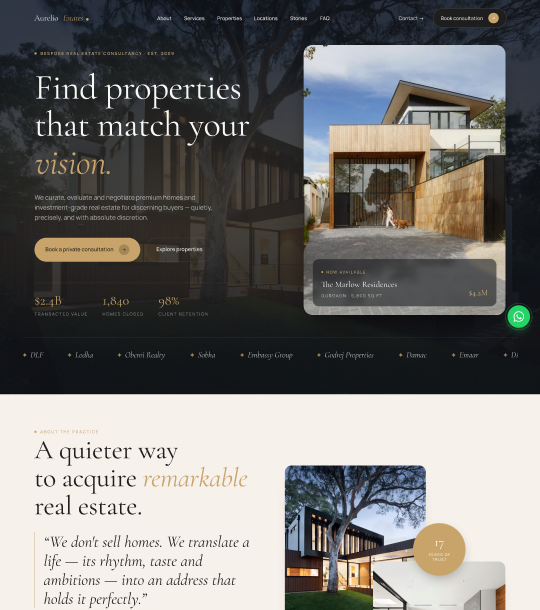 Aurelio Estates
About Services Properties Locations Stories FAQ
Contact → Book consultation
BESPOKE REAL ESTATE CONSULTANCY · EST. 2009
Find properties
that match your
vision.
We curate, evaluate and negotiate premium homes and
investment-grade real estate for discerning buyers — quietly,
precisely, and with absolute discretion.
Book a private consultation → Explore properties
$2.4B 1,840 98%
TRANSACTED VALUE HOMES CLOSED CLIENT RETENTION
NOW AVAILABLE
The Marlow Residences
GURGAON · 5,800 SQ FT
$4.2M
DLF Lodha Oberoi Realty Sobha Embassy Group Godrej Properties Damac Emaar
ABOUT THE PRACTICE
A quieter way
to acquire remarkable
real estate.
“We don't sell homes. We translate a
life — its rhythm, taste and
ambitions — into an address that
holds it perfectly.”
17
YEARS OF
TRUST